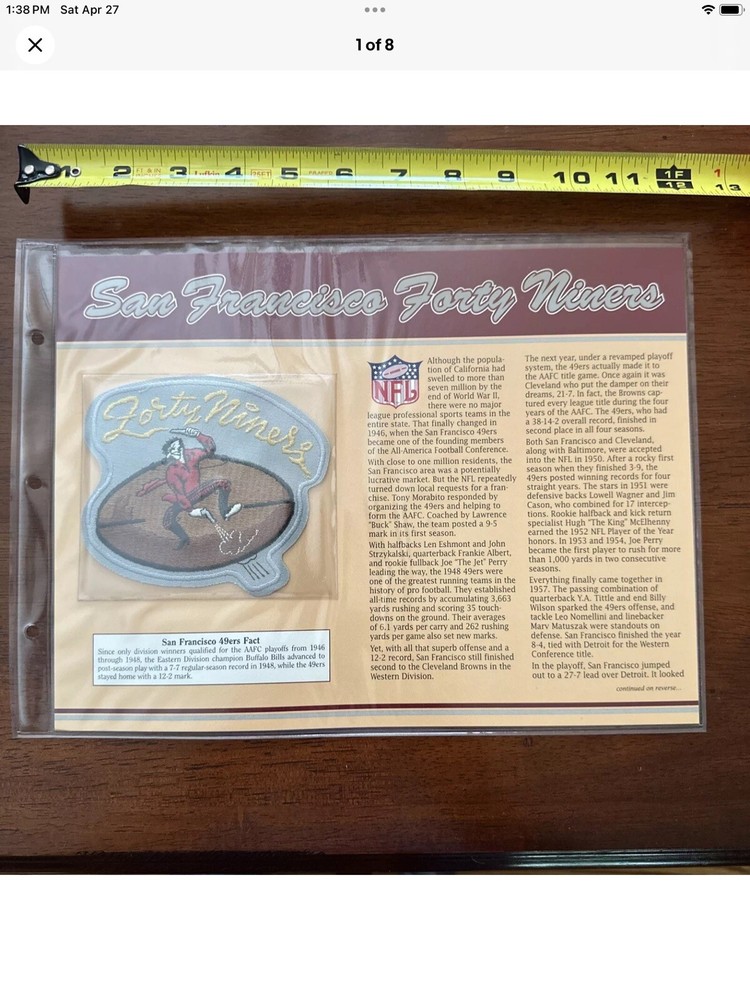 1:38 PM Sat Apr 27
1 of 8
1 2 FT & IN 3 Lufkin 4 25FT 5 6 7 8 9 10 11 1F 1
12 13
San Francisco Forty Niners
Forty Niners
San Francisco 49ers Fact
Since only division winners qualified for the AAFC playoffs from 1946
through 1948, the Eastern Division champion Buffalo Bills advanced to
post-season play with a 7-7 regular-season record in 1948, while the 49ers
stayed home with a 12-2 mark.
NFL
Although the popula-
tion of California had
swelled to more than
seven million by the
end of World War II,
there were no major
league professional sports teams in the
entire state. That finally changed in
1946, when the San Francisco 49ers
became one of the founding members
of the All-America Football Conference.
With close to one million residents, the
San Francisco area was a potentially
lucrative market. But the NFL repeatedly
turned down local requests for a fran-
chise. Tony Morabito responded by
organizing the 49ers and helping to
form the AAFC. Coached by Lawrence
"Buck" Shaw, the team posted a 9-5
mark in its first season.
With halfbacks Len Eshmont and John
Strzykalski, quarterback Frankie Albert,
and rookie fullback Joe "The Jet" Perry
leading the way, the 1948 49ers were
one of the greatest running teams in the
history of pro football. They established
all-time records by accumulating 3,663
yards rushing and scoring 35 touch-
downs on the ground. Their averages
of 6.1 yards per carry and 262 rushing
yards per game also set new marks.
Yet, with all that superb offense and a
12-2 record, San Francisco still finished
second to the Cleveland Browns in the
Western Division.
The next year, under a revamped playoff
system, the 49ers actually made it to
the AAFC title game. Once again it was
Cleveland who put the damper on their
dreams, 21-7. In fact, the Browns cap-
tured every league title during the four
years of the AAFC. The 49ers, who had
a 38-14-2 overall record, finished in
second place in all four seasons.
Both San Francisco and Cleveland,
along with Baltimore, were accepted
into the NFL in 1950. After a rocky first
season when they finished 3-9, the
49ers posted winning records for four
straight years. The stars in 1951 were
defensive backs Lowell Wagner and Jim
Cason, who combined for 17 intercep-
tions. Rookie halfback and kick return
specialist Hugh "The King" McElhenny
earned the 1952 NFL Player of the Year
honors. In 1953 and 1954, Joe Perry
became the first player to rush for more
than 1,000 yards in two consecutive
seasons.
Everything finally came together in
1957. The passing combination of
quarterback Y.A. Tittle and end Billy
Wilson sparked the 49ers offense, and
tackle Leo Nomellini and linebacker
Marv Matuszak were standouts on
defense. San Francisco finished the year
8-4, tied with Detroit for the Western
Conference title.
In the playoff, San Francisco jumped
out to a 27-7 lead over Detroit. It looked
continued on reverse...